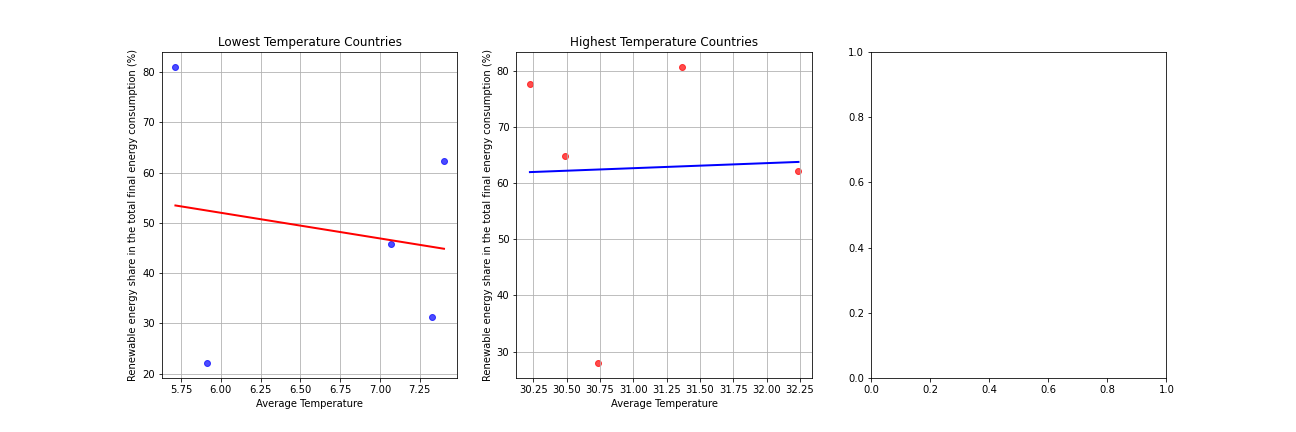 Lowest Temperature Countries
Renewable energy share in the total final energy consumption (%)
80
70
60
50
40
30
20
5.75 6.00 6.25 6.50 6.75 7.00 7.25
Average Temperature
Highest Temperature Countries
Renewable energy share in the total final energy consumption (%)
80
70
60
50
40
30
30.25 30.50 30.75 31.00 31.25 31.50 31.75 32.00 32.25
Average Temperature
1.0
0.8
0.6
0.4
0.2
0.0
0.0 0.2 0.4 0.6 0.8 1.0